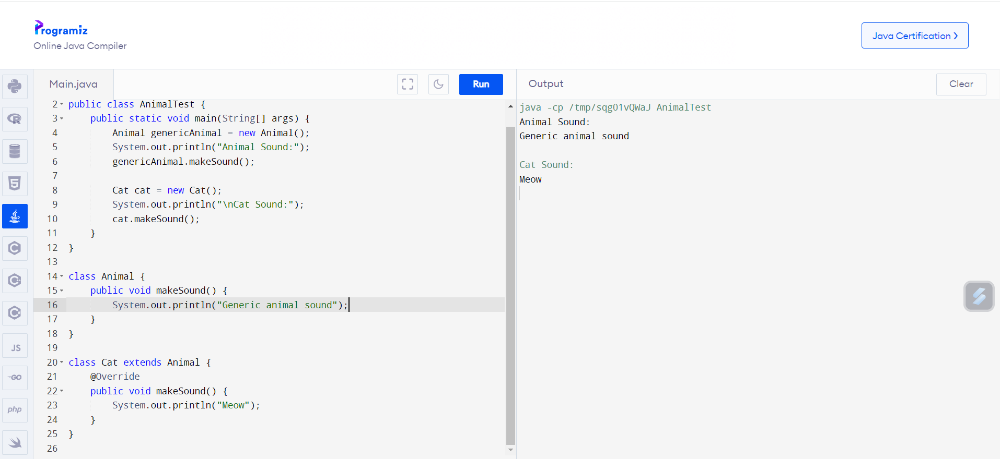 Programiz
Online Java Compiler
Java Certification >
Main.java
Run
Output
Clear
2 public class AnimalTest {
3     public static void main(String[] args) {
4         Animal genericAnimal = new Animal();
5         System.out.println("Animal Sound:");
6         genericAnimal.makeSound();
7
8         Cat cat = new Cat();
9         System.out.println("\nCat Sound:");
10         cat.makeSound();
11     }
12 }
13
14 class Animal {
15     public void makeSound() {
16         System.out.println("Generic animal sound");
17     }
18 }
19
20 class Cat extends Animal {
21     @Override
22     public void makeSound() {
23         System.out.println("Meow");
24     }
25 }
26
java -cp /tmp/sqg01vQWaJ AnimalTest
Animal Sound:
Generic animal sound
Cat Sound:
Meow
R
5
C
C+
C
JS
GO
php